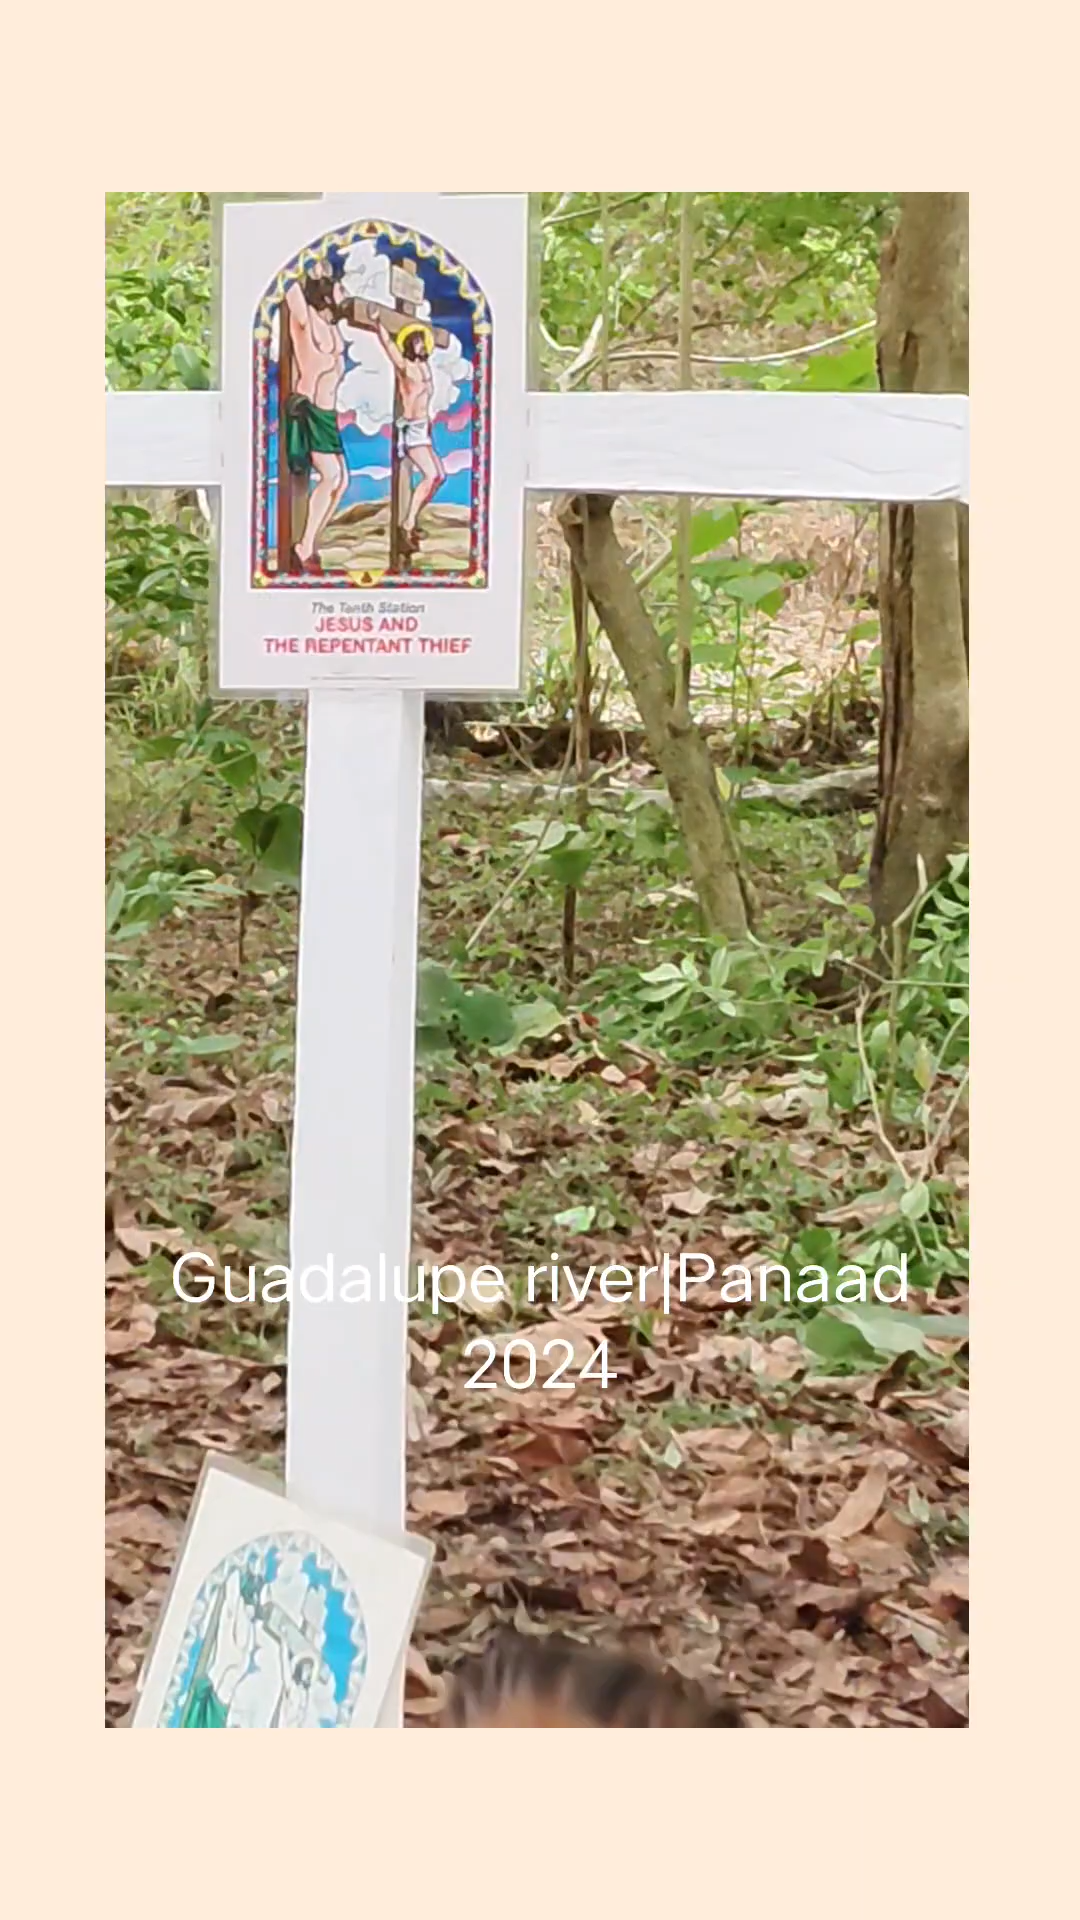 The Tenth Station
JESUS AND
THE REPENTANT THIEF
Guadalupe river|Panaad
2024